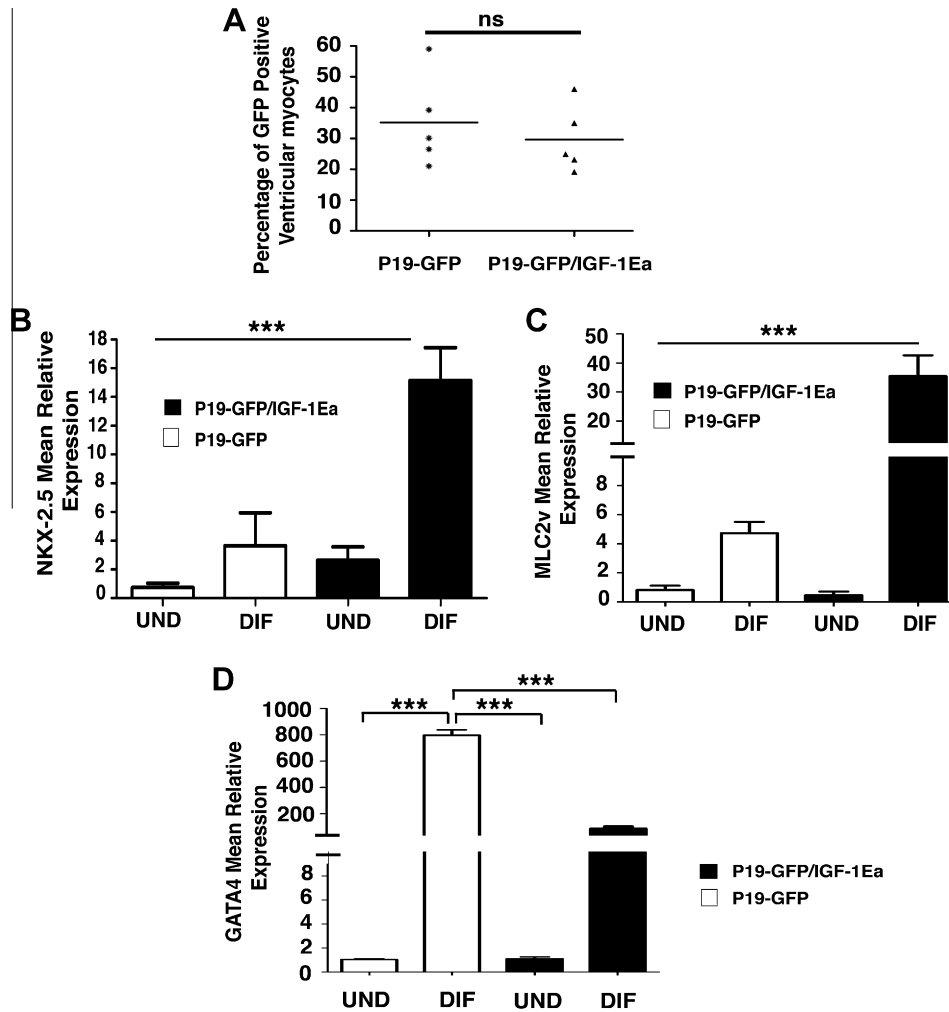 A
ns
Percentage of GFP Positive
Ventricular myocytes
60
50
40
30
20
10
0
P19-GFP
P19-GFP/IGF-1Ea
B
***
NKX-2.5 Mean Relative
Expression
18
16
14
12
10
8
6
4
2
0
P19-GFP/IGF-1Ea
P19-GFP
UND
DIF
UND
DIF
C
***
MLC2v Mean Relative
Expression
50
40
30
20
8
6
4
2
0
P19-GFP/IGF-1Ea
P19-GFP
UND
DIF
UND
DIF
D
***
***
***
GATA4 Mean Relative
Expression
1000
800
600
400
200
8
6
4
2
0
P19-GFP/IGF-1Ea
P19-GFP
UND
DIF
UND
DIF